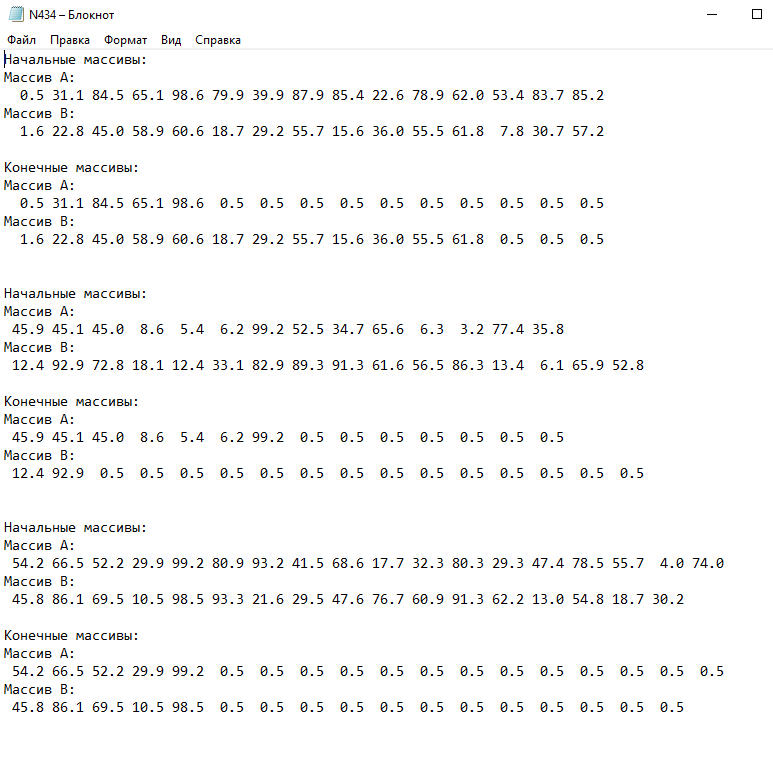 N434 – Блокнот
Файл Правка Формат Вид Справка
Начальные массивы:
Массив A:
  0.5 31.1 84.5 65.1 98.6 79.9 39.9 87.9 85.4 22.6 78.9 62.0 53.4 83.7 85.2
Массив B:
  1.6 22.8 45.0 58.9 60.6 18.7 29.2 55.7 15.6 36.0 55.5 61.8  7.8 30.7 57.2
Конечные массивы:
Массив A:
  0.5 31.1 84.5 65.1 98.6  0.5  0.5  0.5  0.5  0.5  0.5  0.5  0.5  0.5  0.5
Массив B:
  1.6 22.8 45.0 58.9 60.6 18.7 29.2 55.7 15.6 36.0 55.5 61.8  0.5  0.5  0.5
Начальные массивы:
Массив A:
 45.9 45.1 45.0  8.6  5.4  6.2 99.2 52.5 34.7 65.6  6.3  3.2 77.4 35.8
Массив B:
 12.4 92.9 72.8 18.1 12.4 33.1 82.9 89.3 91.3 61.6 56.5 86.3 13.4  6.1 65.9 52.8
Конечные массивы:
Массив A:
 45.9 45.1 45.0  8.6  5.4  6.2 99.2  0.5  0.5  0.5  0.5  0.5  0.5  0.5
Массив B:
 12.4 92.9  0.5  0.5  0.5  0.5  0.5  0.5  0.5  0.5  0.5  0.5  0.5  0.5  0.5  0.5
Начальные массивы:
Массив A:
 54.2 66.5 52.2 29.9 99.2 80.9 93.2 41.5 68.6 17.7 32.3 80.3 29.3 47.4 78.5 55.7  4.0 74.0
Массив B:
 45.8 86.1 69.5 10.5 98.5 93.3 21.6 29.5 47.6 76.7 60.9 91.3 62.2 13.0 54.8 18.7 30.2
Конечные массивы:
Массив A:
 54.2 66.5 52.2 29.9 99.2  0.5  0.5  0.5  0.5  0.5  0.5  0.5  0.5  0.5  0.5  0.5  0.5  0.5
Массив B:
 45.8 86.1 69.5 10.5 98.5  0.5  0.5  0.5  0.5  0.5  0.5  0.5  0.5  0.5  0.5  0.5  0.5